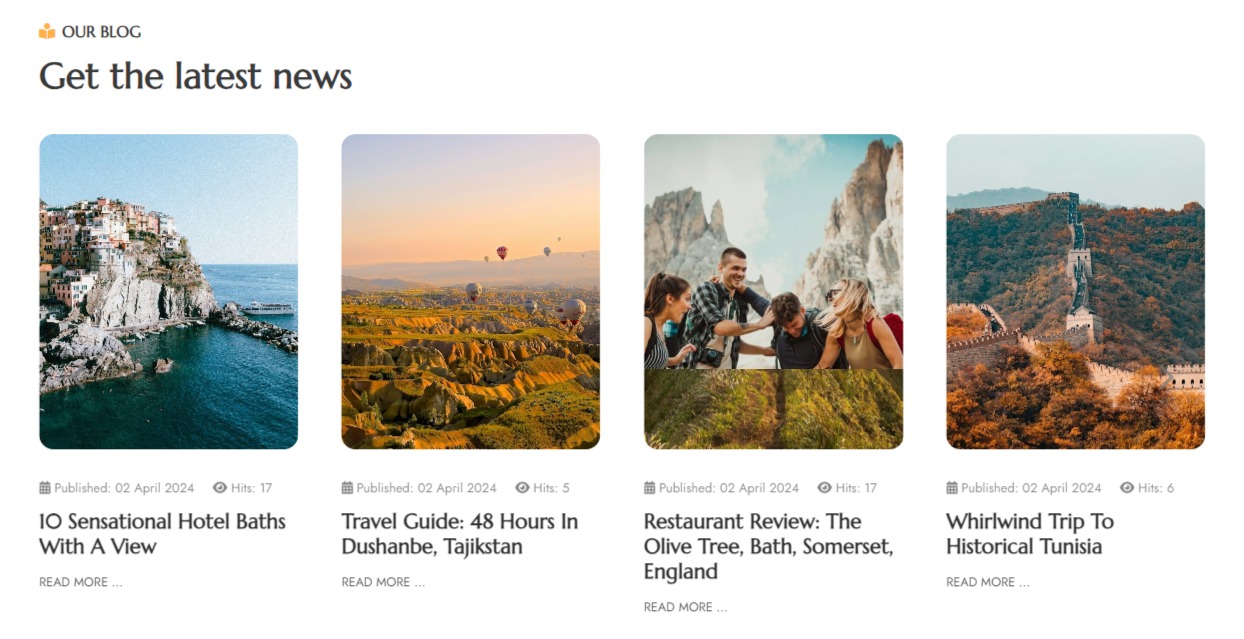 OUR BLOG
Get the latest news
Published: 02 April 2024 Hits: 17
10 Sensational Hotel Baths
With A View
READ MORE ...
Published: 02 April 2024 Hits: 5
Travel Guide: 48 Hours In
Dushanbe, Tajikstan
READ MORE ...
Published: 02 April 2024 Hits: 17
Restaurant Review: The
Olive Tree, Bath, Somerset,
England
READ MORE ...
Published: 02 April 2024 Hits: 6
Whirlwind Trip To
Historical Tunisia
READ MORE ...